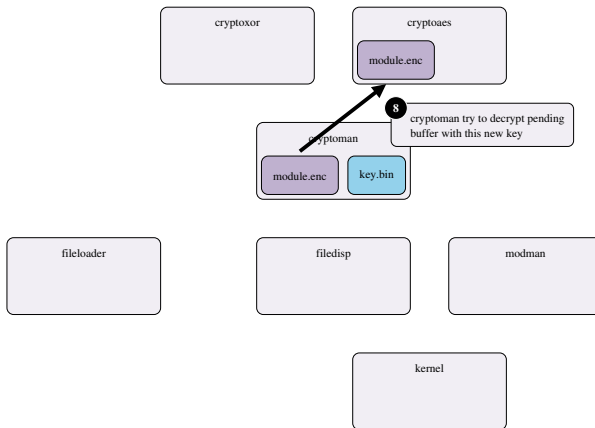 cryptoxor
cryptoaes
module.enc
8
cryptoman try to decrypt pending
buffer with this new key
cryptoman
module.enc
key.bin
fileloader
filedisp
modman
kernel